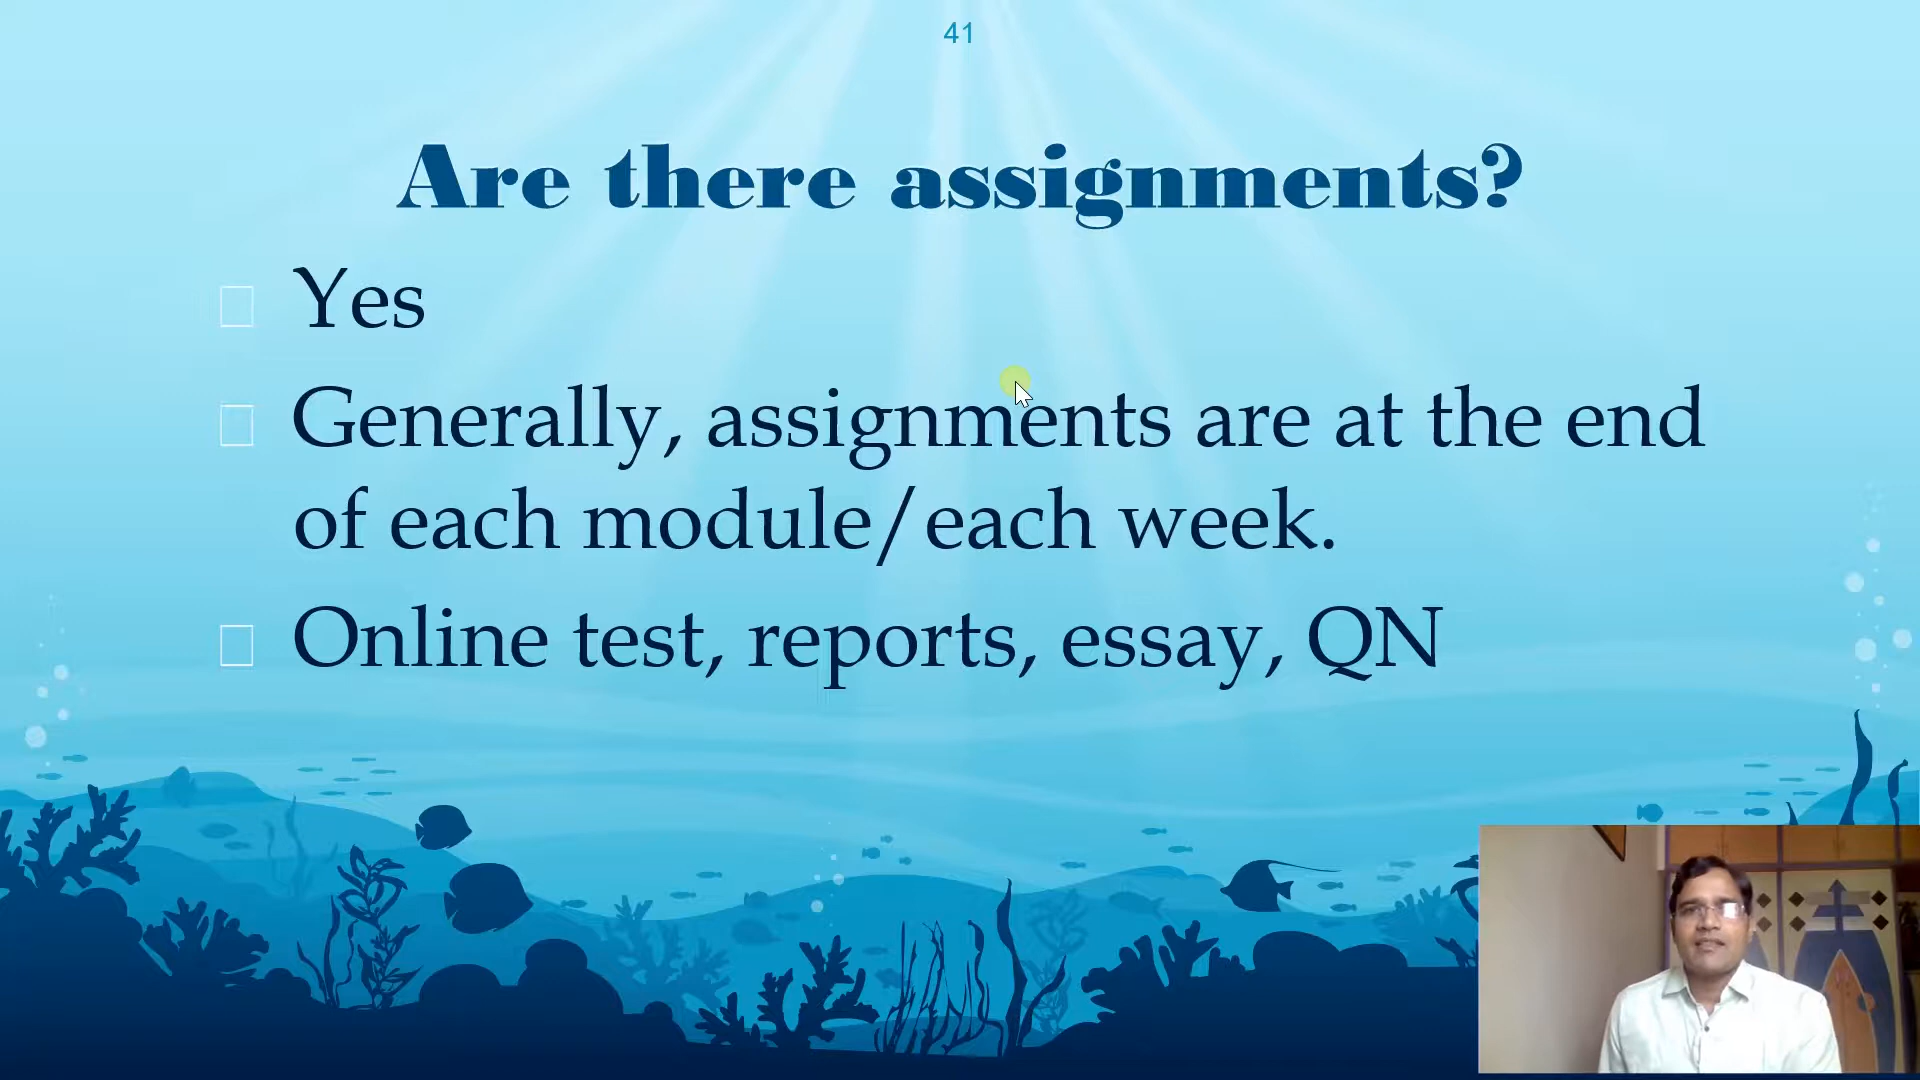 41
Are there assignments?
Yes
Generally, assignments are at the end
of each module/each week.
Online test, reports, essay, QN